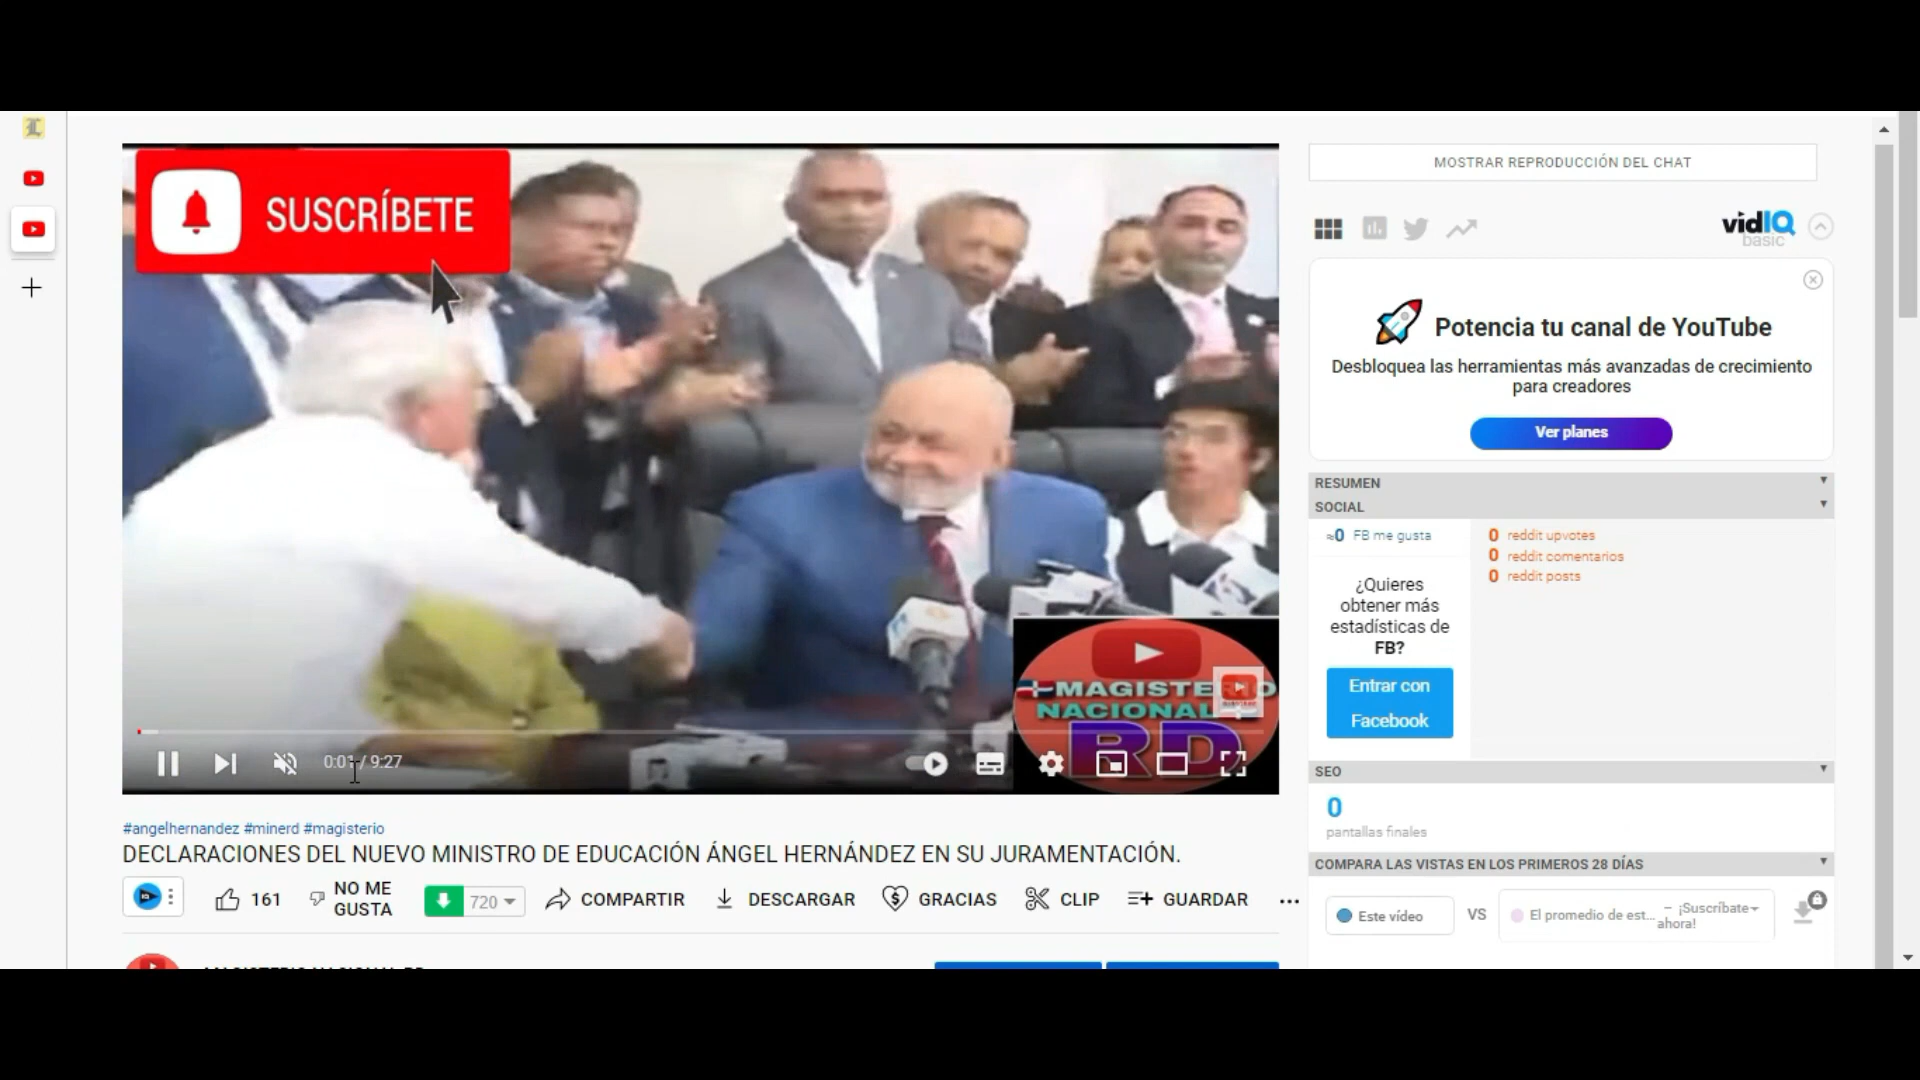 SUSCRÍBETE
MAGISTERIO
NACIONAL
RD
0:01 / 9:27
#angelhernandez #minerd #magisterio
DECLARACIONES DEL NUEVO MINISTRO DE EDUCACIÓN ÁNGEL HERNÁNDEZ EN SU JURAMENTACIÓN.
161
NO ME GUSTA
720
COMPARTIR
DESCARGAR
GRACIAS
CLIP
GUARDAR
MOSTRAR REPRODUCCIÓN DEL CHAT
vidIQ
basic
Potencia tu canal de YouTube
Desbloquea las herramientas más avanzadas de crecimiento
para creadores
Ver planes
RESUMEN
SOCIAL
≈0 FB me gusta
¿Quieres
obtener más
estadísticas de
FB?
Entrar con
Facebook
0 reddit upvotes
0 reddit comentarios
0 reddit posts
SEO
0
pantallas finales
COMPARA LAS VISTAS EN LOS PRIMEROS 28 DÍAS
Este vídeo
VS
El promedio de est... – ¡Suscríbate
ahora!